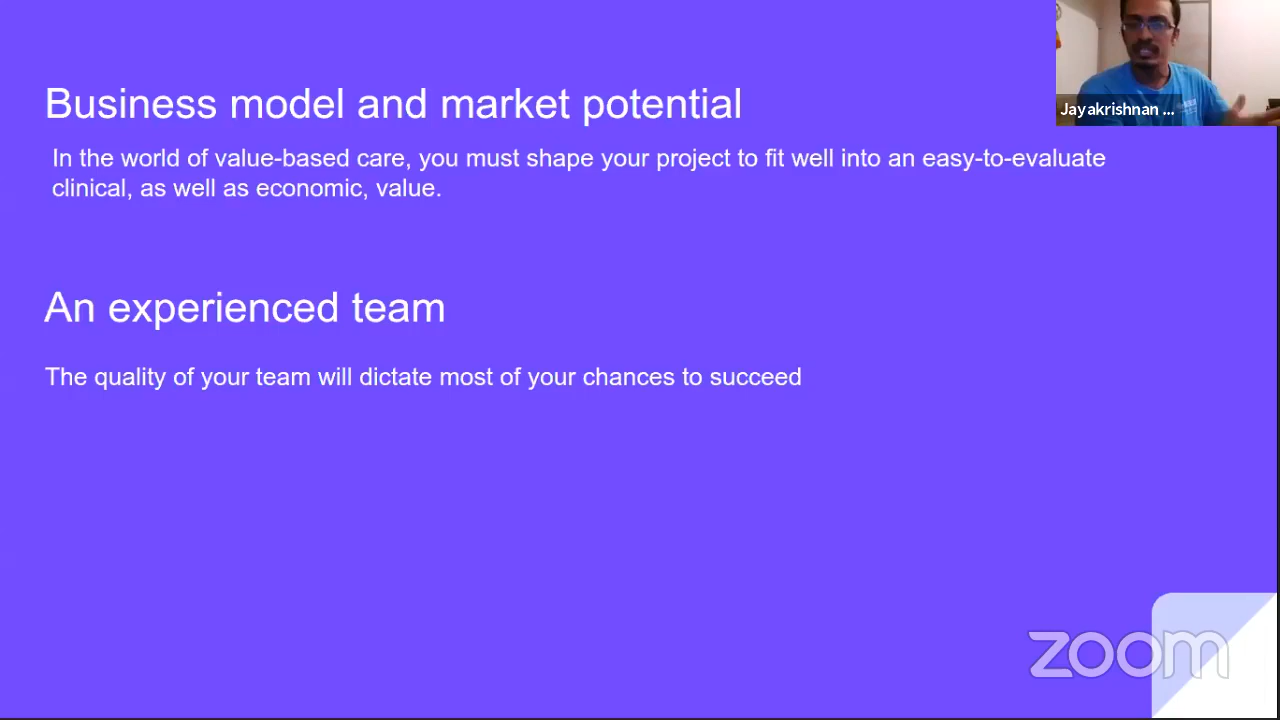 Business model and market potential
In the world of value-based care, you must shape your project to fit well into an easy-to-evaluate
clinical, as well as economic, value.
An experienced team
The quality of your team will dictate most of your chances to succeed
Jayakrishnan ...
zoom